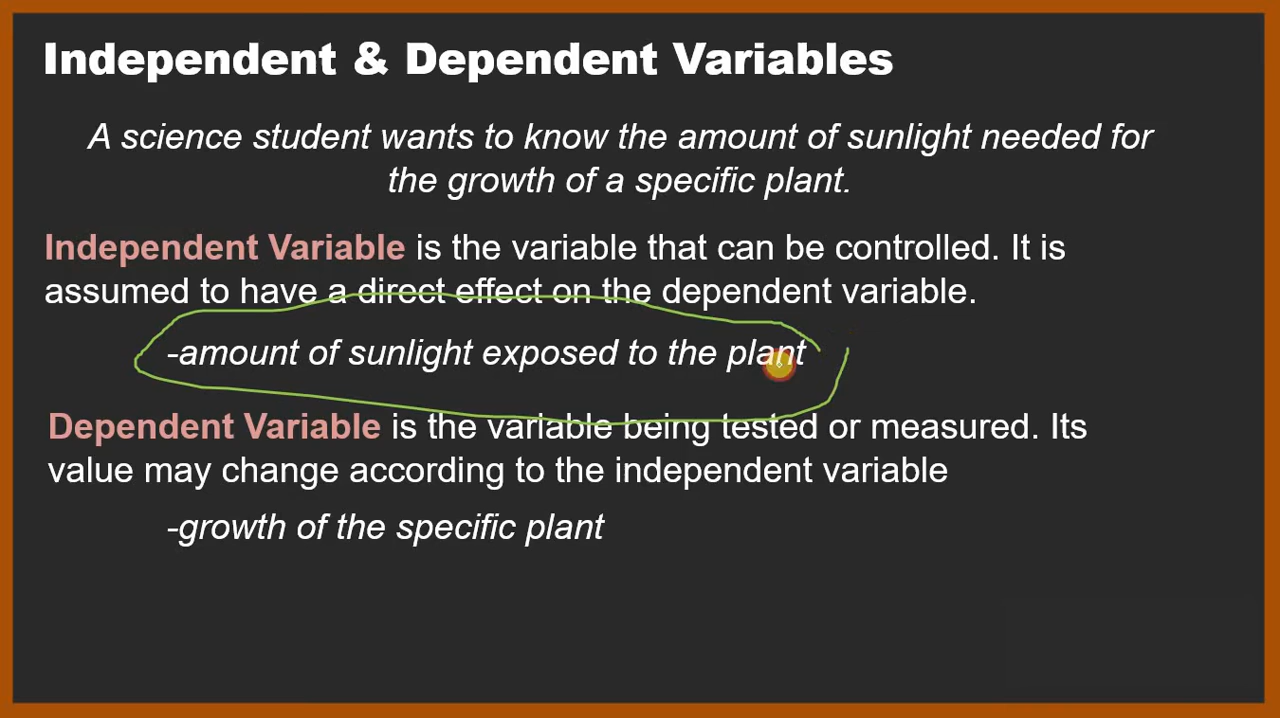 Independent & Dependent Variables
A science student wants to know the amount of sunlight needed for
the growth of a specific plant.
Independent Variable is the variable that can be controlled. It is
assumed to have a direct effect on the dependent variable.
-amount of sunlight exposed to the plant
Dependent Variable is the variable being tested or measured. Its
value may change according to the independent variable
-growth of the specific plant